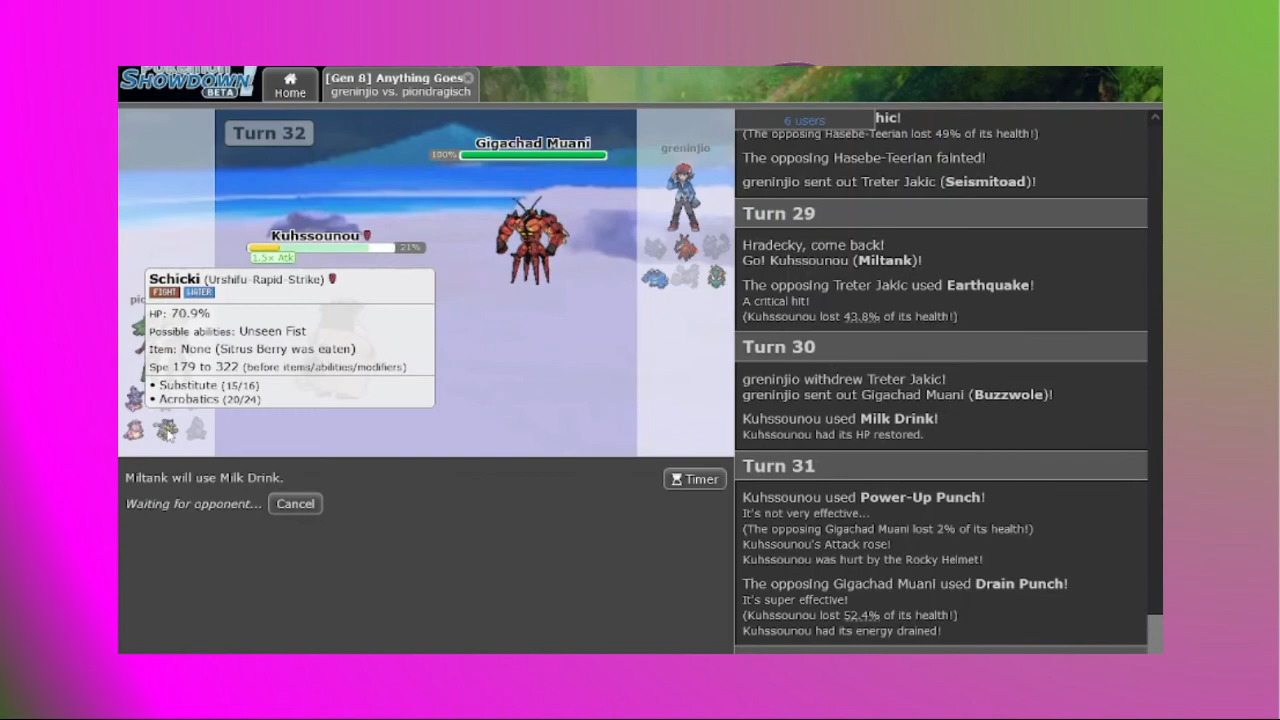 Pokémon
SHOWDOWN!
BETA
Home
[Gen 8] Anything Goes
greninjio vs. piondragisch
Turn 32
Gigachad Muani
100%
Kuhssounou
21%
1.5x Atk
Schicki (Urshifu-Rapid-Strike)
FIGHT WATER
HP: 70.9%
Possible abilities: Unseen Fist
Item: None (Sitrus Berry was eaten)
Spe 179 to 322 (before items/abilities/modifiers)
• Substitute (15/16)
• Acrobatics (20/24)
greninjio
Miltank will use Milk Drink.
Timer
Waiting for opponent... Cancel
6 users
hic!
(The opposing Hasebe-Teerian lost 49% of its health!)
The opposing Hasebe-Teerian fainted!
greninjio sent out Treter Jakic (Seismitoad)!
Turn 29
Hradecky, come back!
Go! Kuhssounou (Miltank)!
The opposing Treter Jakic used Earthquake!
A critical hit!
(Kuhssounou lost 43.8% of its health!)
Turn 30
greninjio withdrew Treter Jakic!
greninjio sent out Gigachad Muani (Buzzwole)!
Kuhssounou used Milk Drink!
Kuhssounou had its HP restored.
Turn 31
Kuhssounou used Power-Up Punch!
It's not very effective...
(The opposing Gigachad Muani lost 2% of its health!)
Kuhssounou's Attack rose!
Kuhssounou was hurt by the Rocky Helmet!
The opposing Gigachad Muani used Drain Punch!
It's super effective!
(Kuhssounou lost 52.4% of its health!)
Kuhssounou had its energy drained!